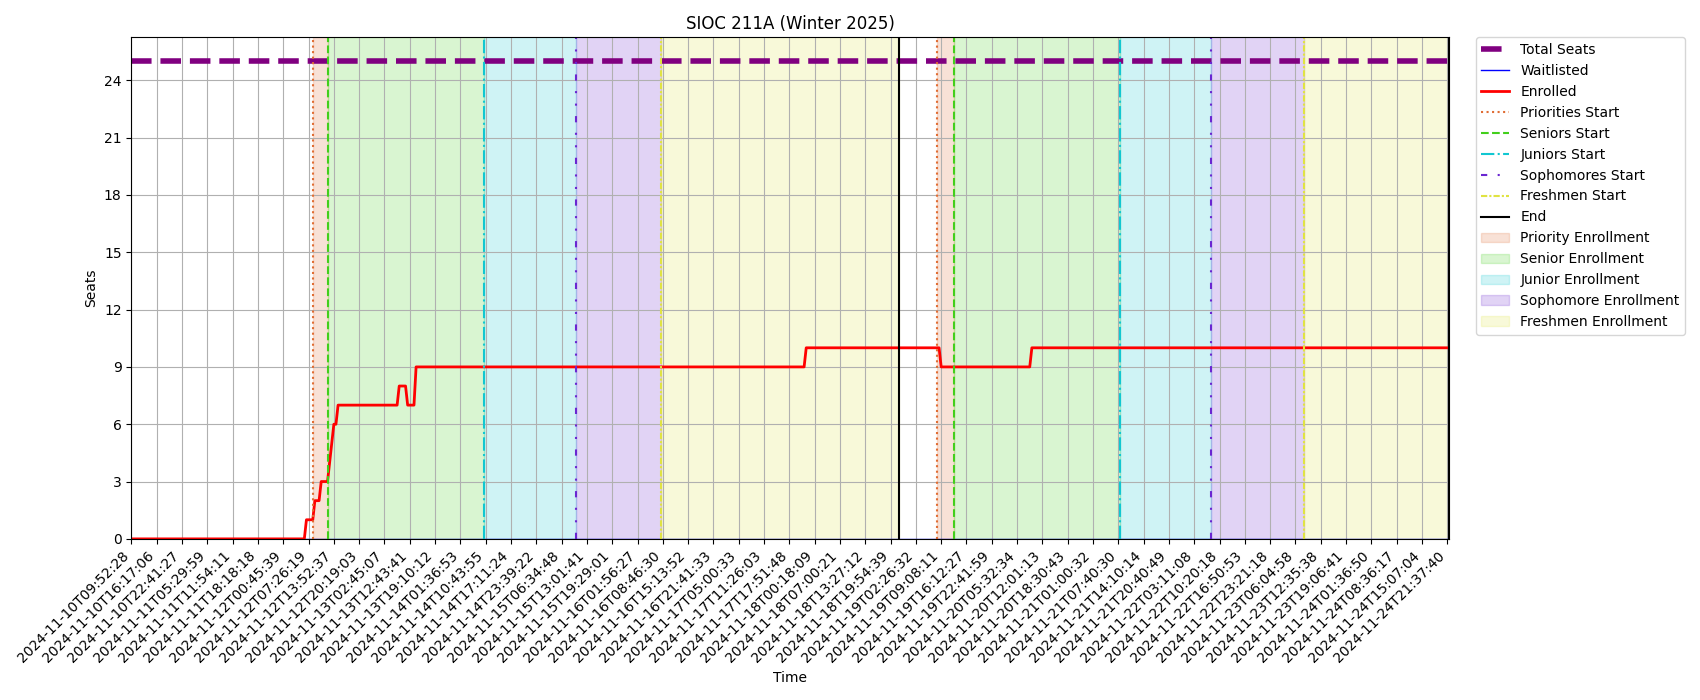 SIOC 211A (Winter 2025)
Seats
24
21
18
15
12
9
6
3
0
2024-11-10T09:52:28
2024-11-10T16:17:06
2024-11-10T22:41:27
2024-11-11T05:29:59
2024-11-11T11:54:11
2024-11-11T18:18:18
2024-11-12T00:45:39
2024-11-12T07:26:19
2024-11-12T13:52:37
2024-11-12T20:19:03
2024-11-13T02:45:07
2024-11-13T12:43:41
2024-11-13T19:10:12
2024-11-14T01:36:53
2024-11-14T10:43:55
2024-11-14T17:11:24
2024-11-14T23:39:22
2024-11-15T06:34:48
2024-11-15T13:01:41
2024-11-15T19:29:01
2024-11-16T01:56:27
2024-11-16T08:46:30
2024-11-16T15:13:52
2024-11-16T21:41:33
2024-11-17T05:00:33
2024-11-17T11:26:03
2024-11-17T17:51:48
2024-11-18T00:18:09
2024-11-18T07:00:21
2024-11-18T13:27:12
2024-11-18T19:54:39
2024-11-19T02:26:32
2024-11-19T09:08:11
2024-11-19T16:12:27
2024-11-19T22:41:59
2024-11-20T05:32:34
2024-11-20T12:01:13
2024-11-20T18:30:43
2024-11-21T01:00:32
2024-11-21T07:40:30
2024-11-21T14:10:14
2024-11-21T20:40:49
2024-11-22T03:11:08
2024-11-22T10:20:18
2024-11-22T16:50:53
2024-11-22T23:21:18
2024-11-23T06:04:58
2024-11-23T12:35:38
2024-11-23T19:06:41
2024-11-24T01:36:50
2024-11-24T08:36:17
2024-11-24T15:07:04
2024-11-24T21:37:40
Time
Total Seats
Waitlisted
Enrolled
Priorities Start
Seniors Start
Juniors Start
Sophomores Start
Freshmen Start
End
Priority Enrollment
Senior Enrollment
Junior Enrollment
Sophomore Enrollment
Freshmen Enrollment